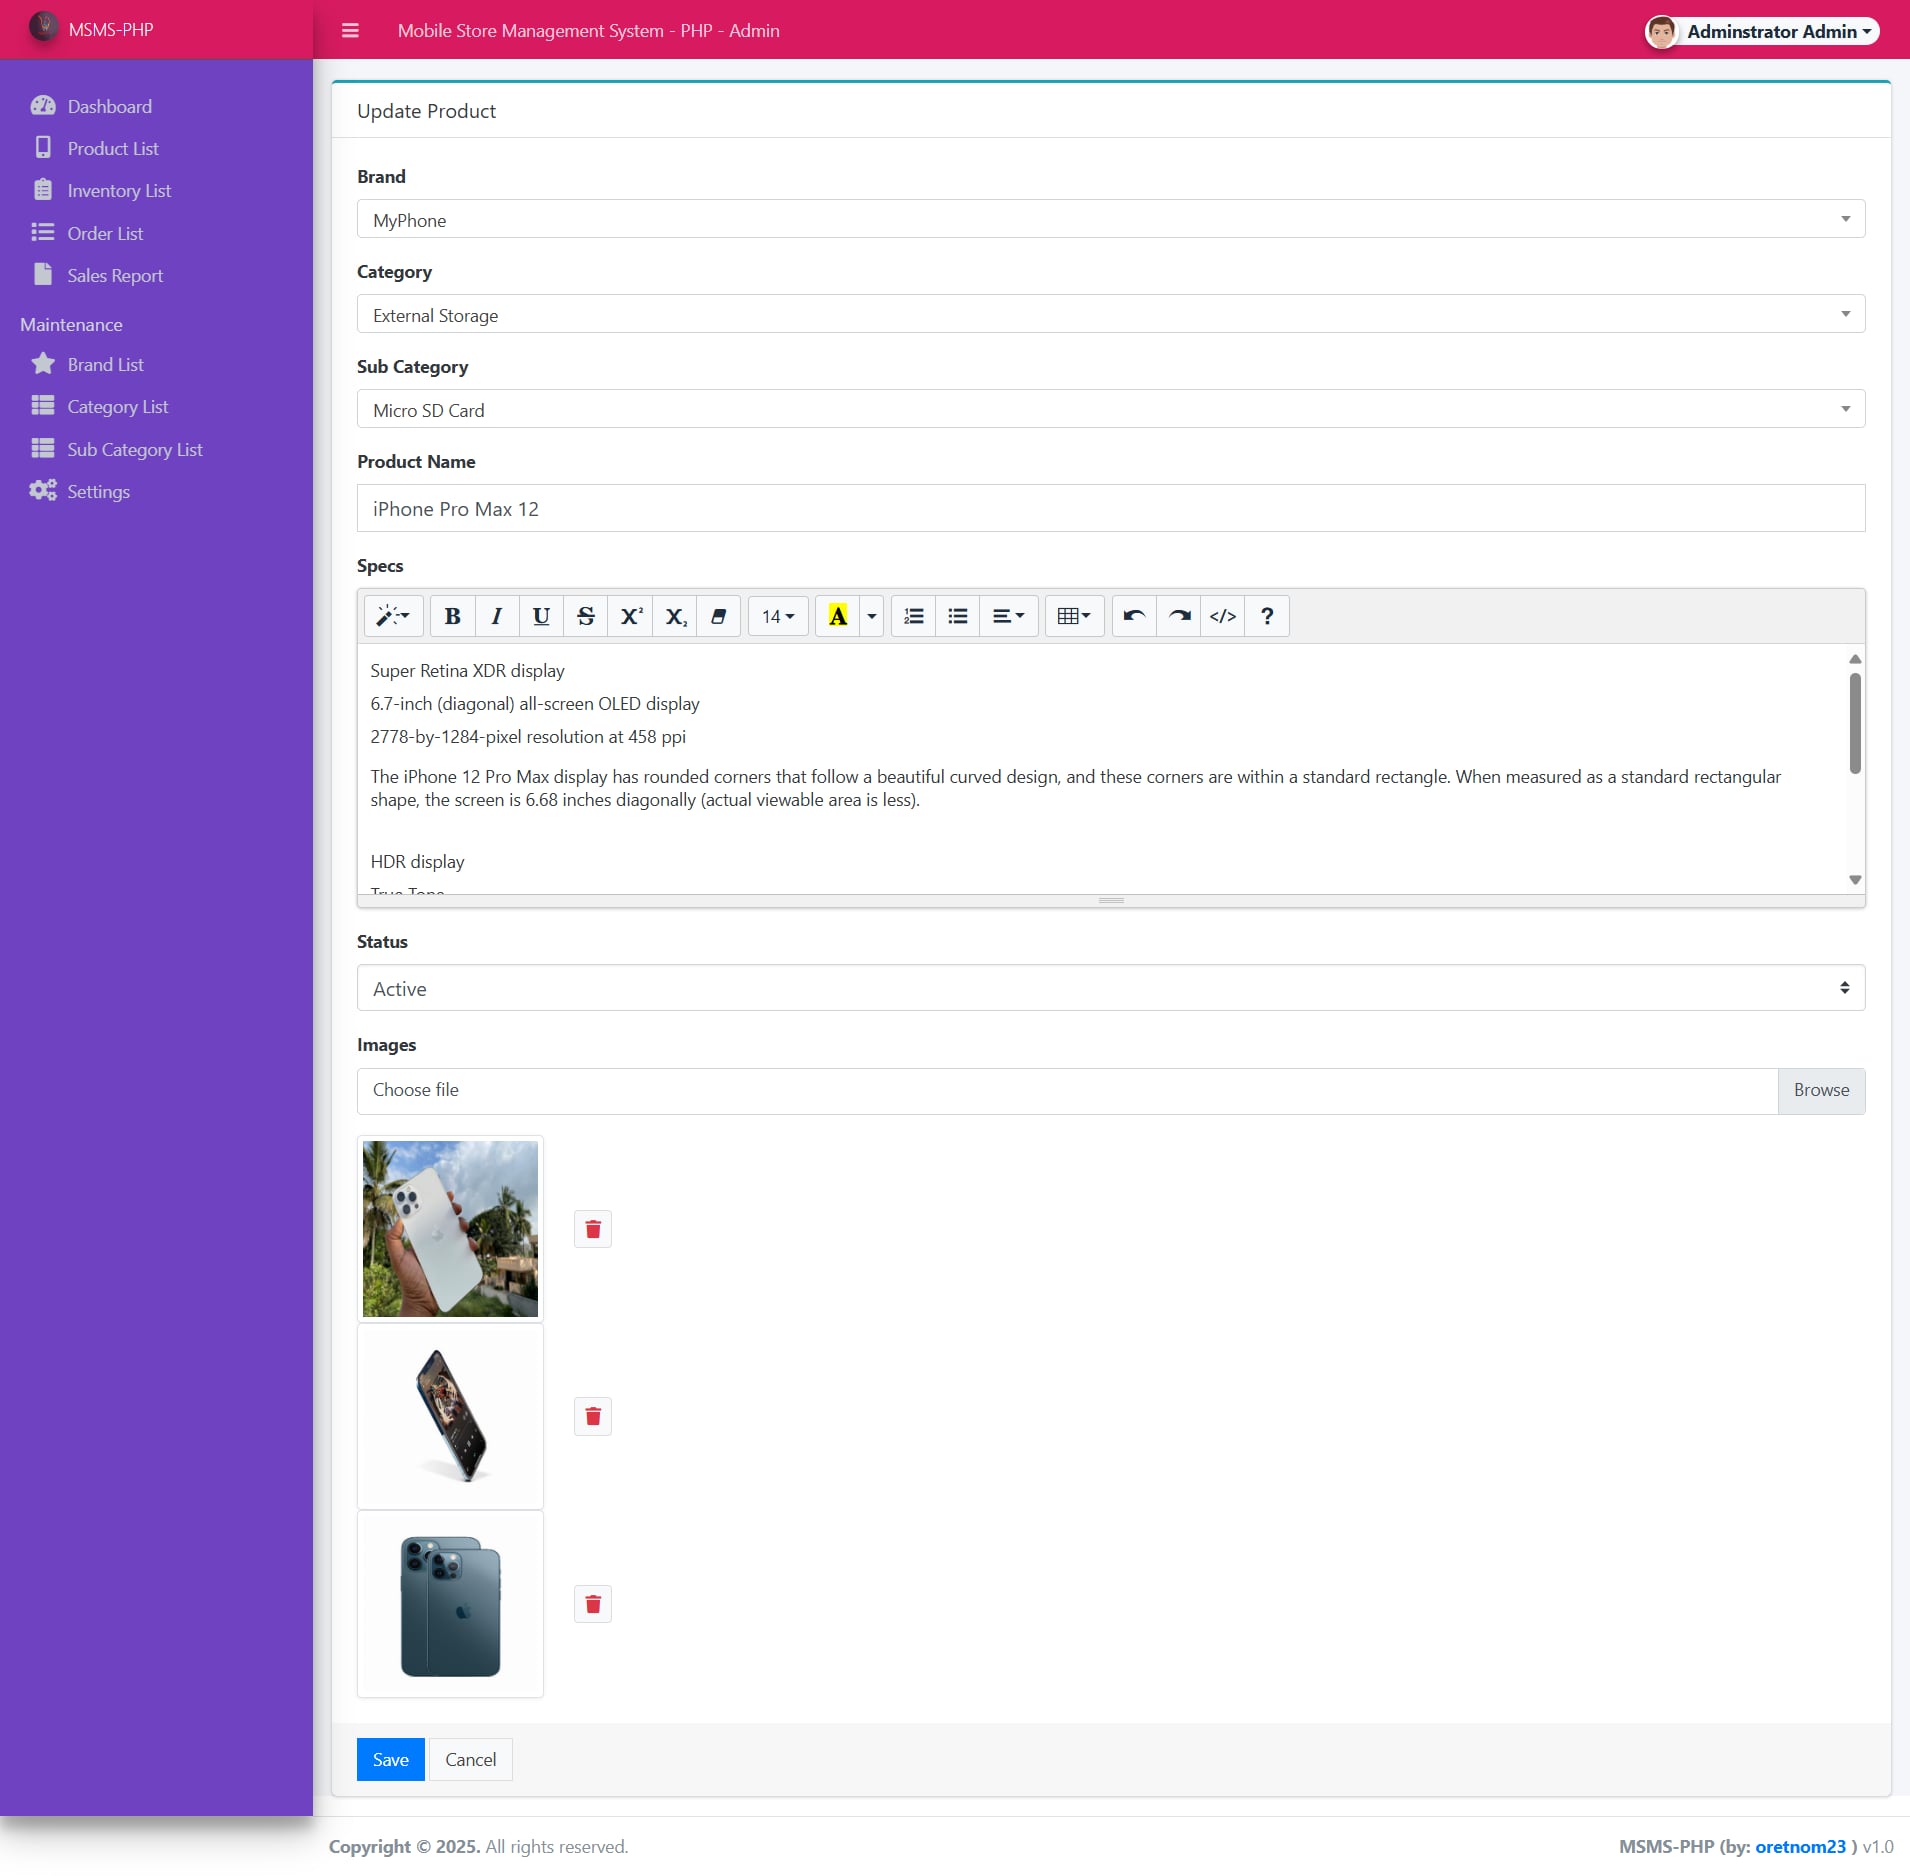 MSMS-PHP
Mobile Store Management System - PHP - Admin
Adminstrator Admin
Dashboard
Product List
Inventory List
Order List
Sales Report
Maintenance
Brand List
Category List
Sub Category List
Settings
Update Product
Brand
MyPhone
Category
External Storage
Sub Category
Micro SD Card
Product Name
iPhone Pro Max 12
Specs
B I U S X² X₂ 14 A </> ?
Super Retina XDR display
6.7-inch (diagonal) all-screen OLED display
2778-by-1284-pixel resolution at 458 ppi
The iPhone 12 Pro Max display has rounded corners that follow a beautiful curved design, and these corners are within a standard rectangle. When measured as a standard rectangular
shape, the screen is 6.68 inches diagonally (actual viewable area is less).
HDR display
True Tone
Status
Active
Images
Choose file
Browse
Save
Cancel
Copyright © 2025. All rights reserved.
MSMS-PHP (by: oretnom23 ) v1.0